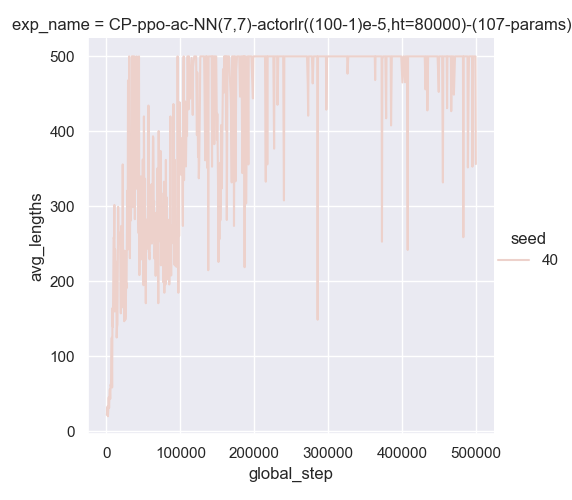 exp_name = CP-ppo-ac-NN(7,7)-actorlr((100-1)e-5,ht=80000)-(107-params)
500
400
300
200
100
0
avg_lengths
0 100000 200000 300000 400000 500000
global_step
seed
40